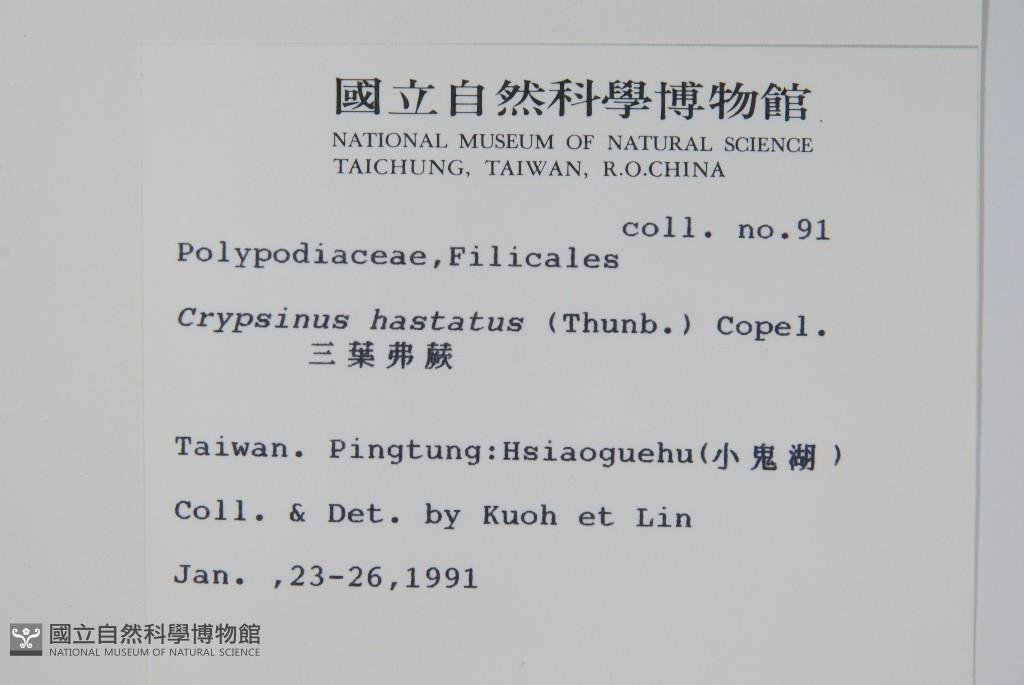 國立自然科學博物館
NATIONAL MUSEUM OF NATURAL SCIENCE
TAICHUNG, TAIWAN, R.O.CHINA
coll. no.91
Polypodiaceae,Filicales
Crypsinus hastatus (Thunb.) Copel.
三葉弗蕨
Taiwan. Pingtung:Hsiaoguehu(小鬼湖)
Coll. & Det. by Kuoh et Lin
Jan. ,23-26,1991
國立自然科學博物館
NATIONAL MUSEUM OF NATURAL SCIENCE